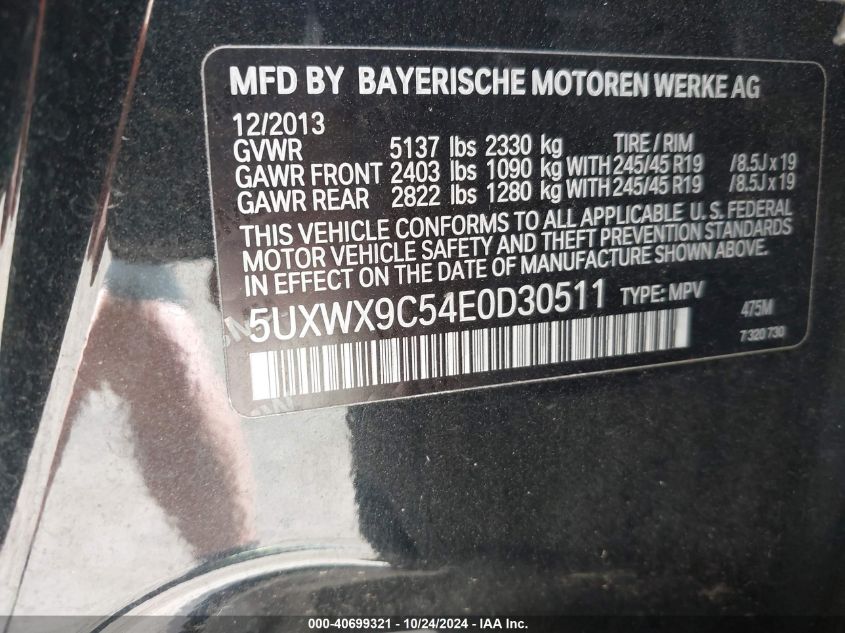 MFD BY BAYERISCHE MOTOREN WERKE AG
12/2013
GVWR 5137 lbs 2330 kg TIRE / RIM
GAWR FRONT 2403 lbs 1090 kg WITH 245/45 R19 /8.5J x 19
GAWR REAR 2822 lbs 1280 kg WITH 245/45 R19 /8.5J x 19
THIS VEHICLE CONFORMS TO ALL APPLICABLE U. S. FEDERAL
MOTOR VEHICLE SAFETY AND THEFT PREVENTION STANDARDS
IN EFFECT ON THE DATE OF MANUFACTURE SHOWN ABOVE.
5UXWX9C54E0D30511 TYPE: MPV 475M
7 320 730
000-40699321 - 10/24/2024 - IAA Inc.